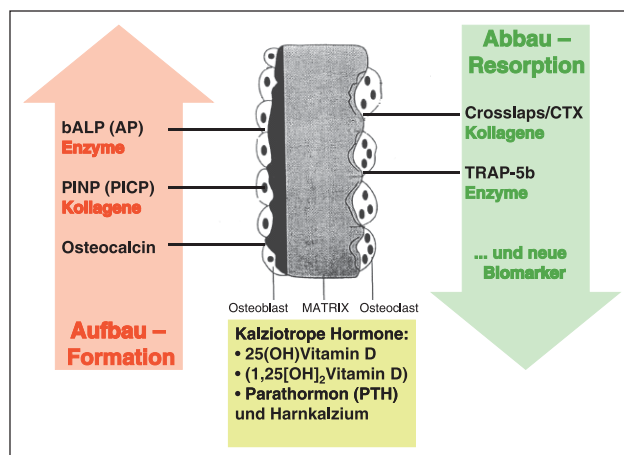 bALP (AP)
Enzyme
PINP (PICP)
Kollagene
Osteocalcin
Aufbau –
Formation
Osteoblast MATRIX Osteoclast
Kalziotrope Hormone:
• 25(OH)Vitamin D
• (1,25[OH]₂Vitamin D)
• Parathormon (PTH)
und Harnkalzium
Abbau –
Resorption
Crosslaps/CTX
Kollagene
TRAP-5b
Enzyme
... und neue
Biomarker